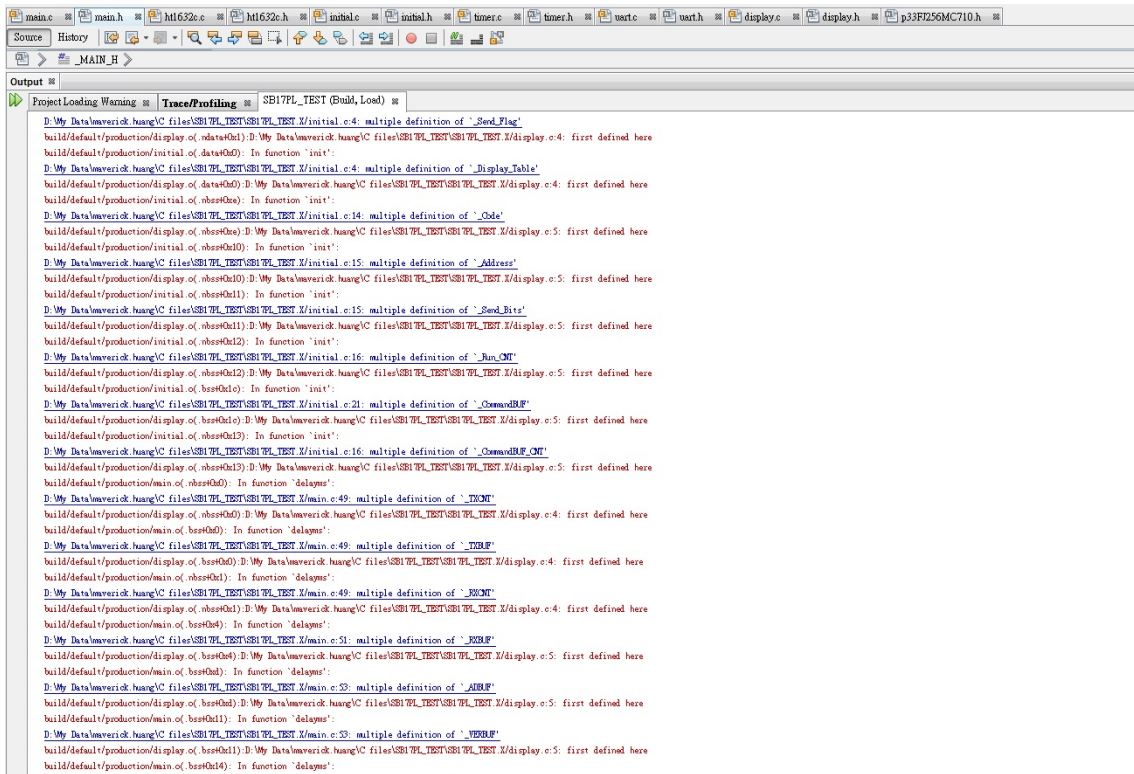 main.c main.h ht1632c.c ht1632c.h initial.c initial.h timer.c timer.h uart.c uart.h display.c display.h p33FJ256MC710.h
Source History
_MAIN_H
Output
Project Loading Warning Trace/Profiling SB17PL_TEST (Build, Load)
D:\My Data\maverick.huang\C files\SB17PL_TEST\SB17PL_TEST.X/initial.c:4: multiple definition of `_Send_Flag'
build/default/production/display.o(.ndata+0x1):D:\My Data\maverick.huang\C files\SB17PL_TEST\SB17PL_TEST.X/display.c:4: first defined here
build/default/production/initial.o(.data+0x0): In function `init':
D:\My Data\maverick.huang\C files\SB17PL_TEST\SB17PL_TEST.X/initial.c:4: multiple definition of `_Display_Table'
build/default/production/display.o(.data+0x0):D:\My Data\maverick.huang\C files\SB17PL_TEST\SB17PL_TEST.X/display.c:4: first defined here
build/default/production/initial.o(.nbss+0xe): In function `init':
D:\My Data\maverick.huang\C files\SB17PL_TEST\SB17PL_TEST.X/initial.c:14: multiple definition of `_Code'
build/default/production/display.o(.nbss+0xe):D:\My Data\maverick.huang\C files\SB17PL_TEST\SB17PL_TEST.X/display.c:5: first defined here
build/default/production/initial.o(.nbss+0x10): In function `init':
D:\My Data\maverick.huang\C files\SB17PL_TEST\SB17PL_TEST.X/initial.c:15: multiple definition of `_Address'
build/default/production/display.o(.nbss+0x10):D:\My Data\maverick.huang\C files\SB17PL_TEST\SB17PL_TEST.X/display.c:5: first defined here
build/default/production/initial.o(.nbss+0x11): In function `init':
D:\My Data\maverick.huang\C files\SB17PL_TEST\SB17PL_TEST.X/initial.c:15: multiple definition of `_Send_Bits'
build/default/production/display.o(.nbss+0x11):D:\My Data\maverick.huang\C files\SB17PL_TEST\SB17PL_TEST.X/display.c:5: first defined here
build/default/production/initial.o(.nbss+0x12): In function `init':
D:\My Data\maverick.huang\C files\SB17PL_TEST\SB17PL_TEST.X/initial.c:16: multiple definition of `_Run_CNT'
build/default/production/display.o(.nbss+0x12):D:\My Data\maverick.huang\C files\SB17PL_TEST\SB17PL_TEST.X/display.c:5: first defined here
build/default/production/initial.o(.bss+0x1c): In function `init':
D:\My Data\maverick.huang\C files\SB17PL_TEST\SB17PL_TEST.X/initial.c:21: multiple definition of `_CommandBUF'
build/default/production/display.o(.bss+0x1c):D:\My Data\maverick.huang\C files\SB17PL_TEST\SB17PL_TEST.X/display.c:5: first defined here
build/default/production/initial.o(.nbss+0x13): In function `init':
D:\My Data\maverick.huang\C files\SB17PL_TEST\SB17PL_TEST.X/initial.c:16: multiple definition of `_CommandBUF_CNT'
build/default/production/display.o(.nbss+0x13):D:\My Data\maverick.huang\C files\SB17PL_TEST\SB17PL_TEST.X/display.c:5: first defined here
build/default/production/main.o(.nbss+0x0): In function `delayms':
D:\My Data\maverick.huang\C files\SB17PL_TEST\SB17PL_TEST.X/main.c:49: multiple definition of `_TXCNT'
build/default/production/display.o(.nbss+0x0):D:\My Data\maverick.huang\C files\SB17PL_TEST\SB17PL_TEST.X/display.c:4: first defined here
build/default/production/main.o(.bss+0x0): In function `delayms':
D:\My Data\maverick.huang\C files\SB17PL_TEST\SB17PL_TEST.X/main.c:49: multiple definition of `_TXBUF'
build/default/production/display.o(.bss+0x0):D:\My Data\maverick.huang\C files\SB17PL_TEST\SB17PL_TEST.X/display.c:4: first defined here
build/default/production/main.o(.nbss+0x1): In function `delayms':
D:\My Data\maverick.huang\C files\SB17PL_TEST\SB17PL_TEST.X/main.c:49: multiple definition of `_RXCNT'
build/default/production/display.o(.nbss+0x1):D:\My Data\maverick.huang\C files\SB17PL_TEST\SB17PL_TEST.X/display.c:4: first defined here
build/default/production/main.o(.bss+0x4): In function `delayms':
D:\My Data\maverick.huang\C files\SB17PL_TEST\SB17PL_TEST.X/main.c:51: multiple definition of `_RXBUF'
build/default/production/display.o(.bss+0x4):D:\My Data\maverick.huang\C files\SB17PL_TEST\SB17PL_TEST.X/display.c:5: first defined here
build/default/production/main.o(.bss+0xd): In function `delayms':
D:\My Data\maverick.huang\C files\SB17PL_TEST\SB17PL_TEST.X/main.c:53: multiple definition of `_ADBUF'
build/default/production/display.o(.bss+0xd):D:\My Data\maverick.huang\C files\SB17PL_TEST\SB17PL_TEST.X/display.c:5: first defined here
build/default/production/main.o(.bss+0x11): In function `delayms':
D:\My Data\maverick.huang\C files\SB17PL_TEST\SB17PL_TEST.X/main.c:53: multiple definition of `_VERBUF'
build/default/production/display.o(.bss+0x11):D:\My Data\maverick.huang\C files\SB17PL_TEST\SB17PL_TEST.X/display.c:5: first defined here
build/default/production/main.o(.bss+0x14): In function `delayms':